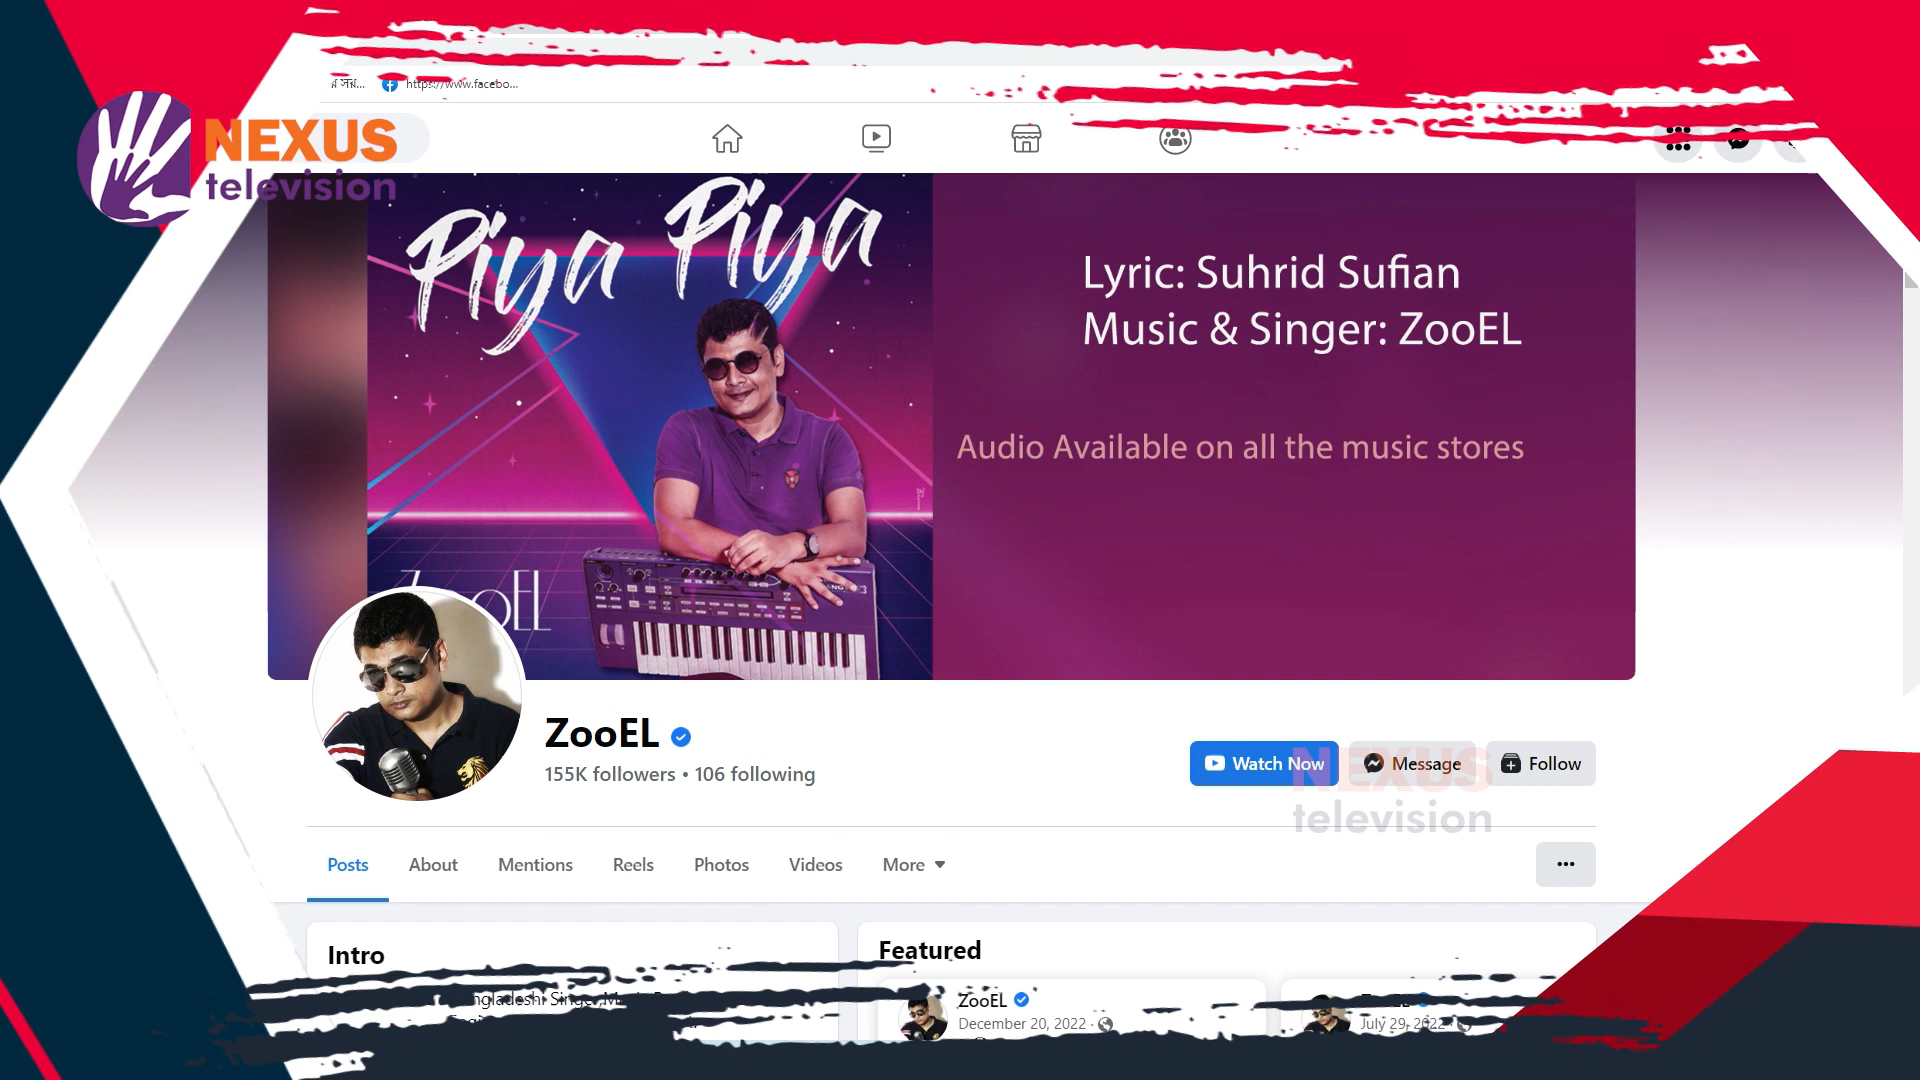 https://www.facebo...
NEXUS
television
Piya Piya
Lyric: Suhrid Sufian
Music & Singer: ZooEL
Audio Available on all the music stores
ZooEL
155K followers • 106 following
Watch Now
Message
Follow
NEXUS
television
Posts
About
Mentions
Reels
Photos
Videos
More
Intro
Featured
ZooEL
December 20, 2022
July 29, 2022